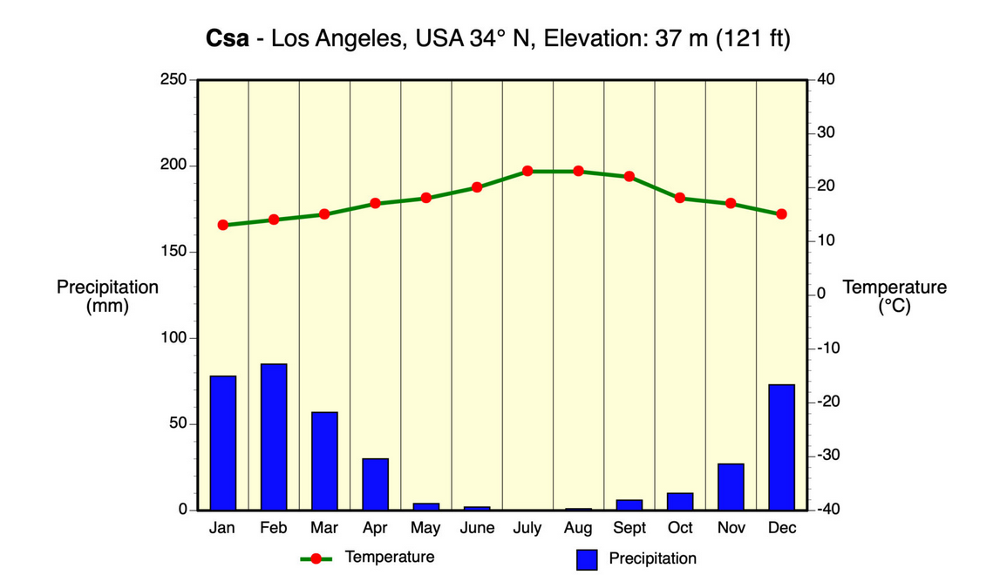 Csa - Los Angeles, USA 34° N, Elevation: 37 m (121 ft)
250
200
150
100
50
0
Precipitation
(mm)
40
30
20
10
0
-10
-20
-30
-40
Temperature
(°C)
Jan Feb Mar Apr May June July Aug Sept Oct Nov Dec
Temperature Precipitation